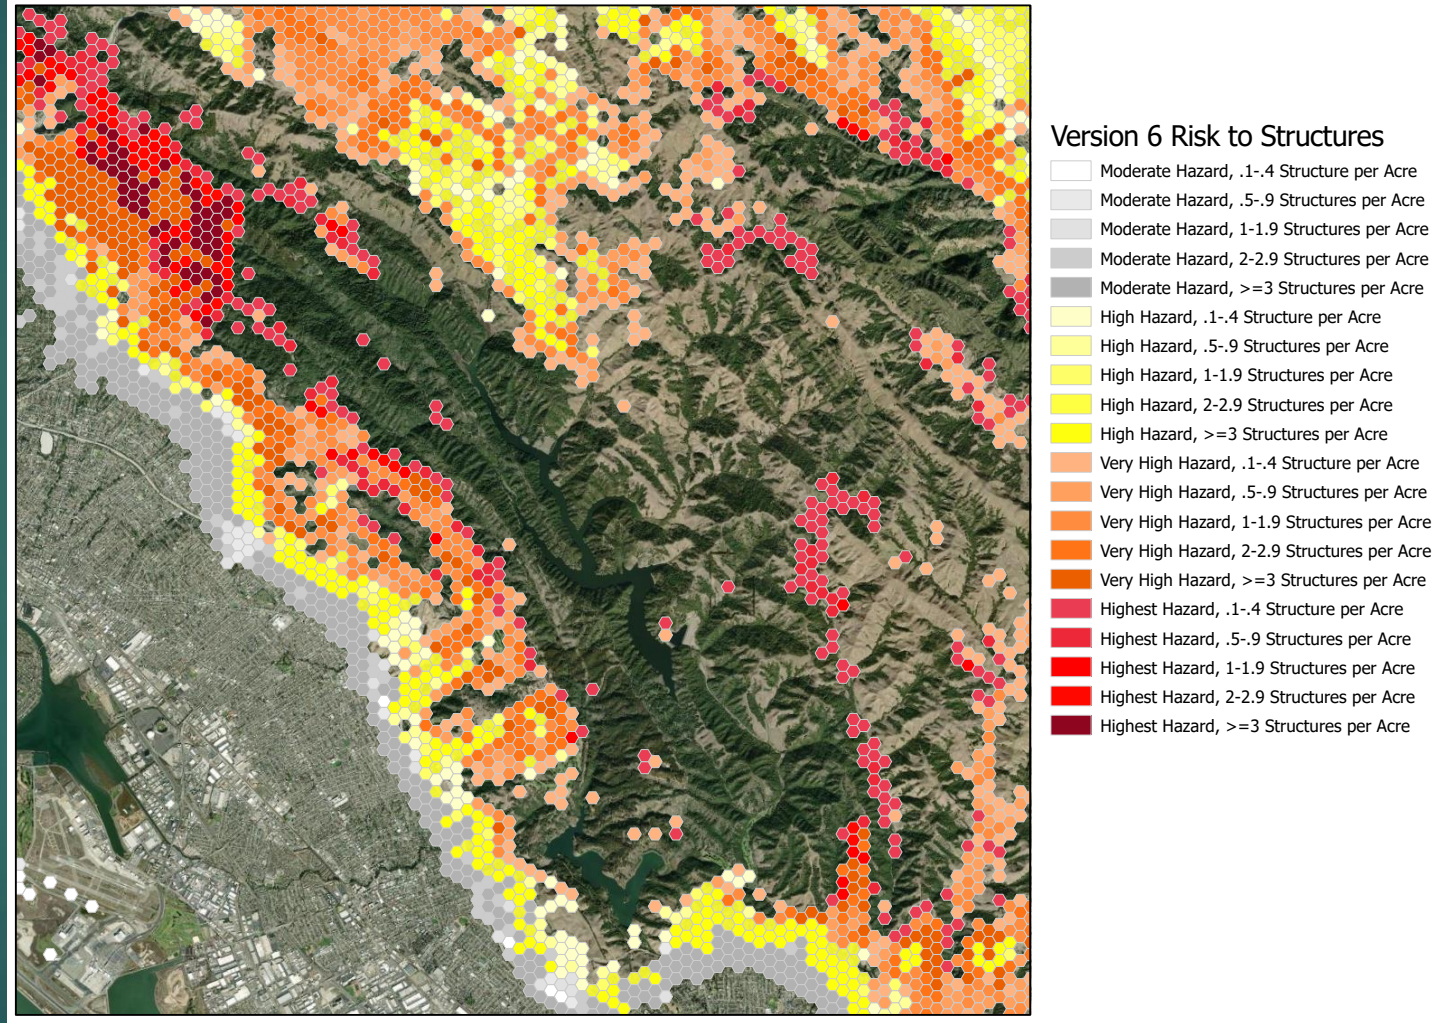 Version 6 Risk to Structures
Moderate Hazard, .1-.4 Structure per Acre
Moderate Hazard, .5-.9 Structures per Acre
Moderate Hazard, 1-1.9 Structures per Acre
Moderate Hazard, 2-2.9 Structures per Acre
Moderate Hazard, >=3 Structures per Acre
High Hazard, .1-.4 Structure per Acre
High Hazard, .5-.9 Structures per Acre
High Hazard, 1-1.9 Structures per Acre
High Hazard, 2-2.9 Structures per Acre
High Hazard, >=3 Structures per Acre
Very High Hazard, .1-.4 Structure per Acre
Very High Hazard, .5-.9 Structures per Acre
Very High Hazard, 1-1.9 Structures per Acre
Very High Hazard, 2-2.9 Structures per Acre
Very High Hazard, >=3 Structures per Acre
Highest Hazard, .1-.4 Structure per Acre
Highest Hazard, .5-.9 Structures per Acre
Highest Hazard, 1-1.9 Structures per Acre
Highest Hazard, 2-2.9 Structures per Acre
Highest Hazard, >=3 Structures per Acre